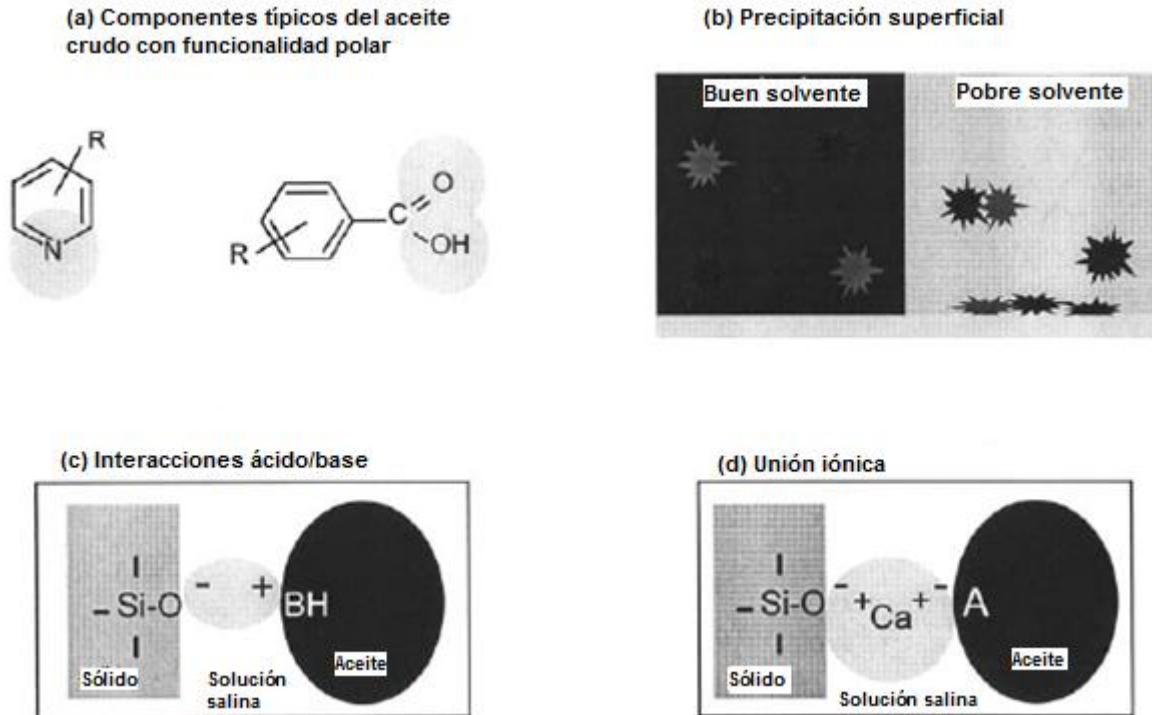 (a) Componentes típicos del aceite
crudo con funcionalidad polar
(b) Precipitación superficial
Buen solvente
Pobre solvente
R
N
R
C
O
OH
(c) Interacciones ácido/base
- Si-O - + BH
Sólido
Solución
salina
Aceite
(d) Unión iónica
- Si-O - + Ca + - A
Sólido
Solución salina
Aceite